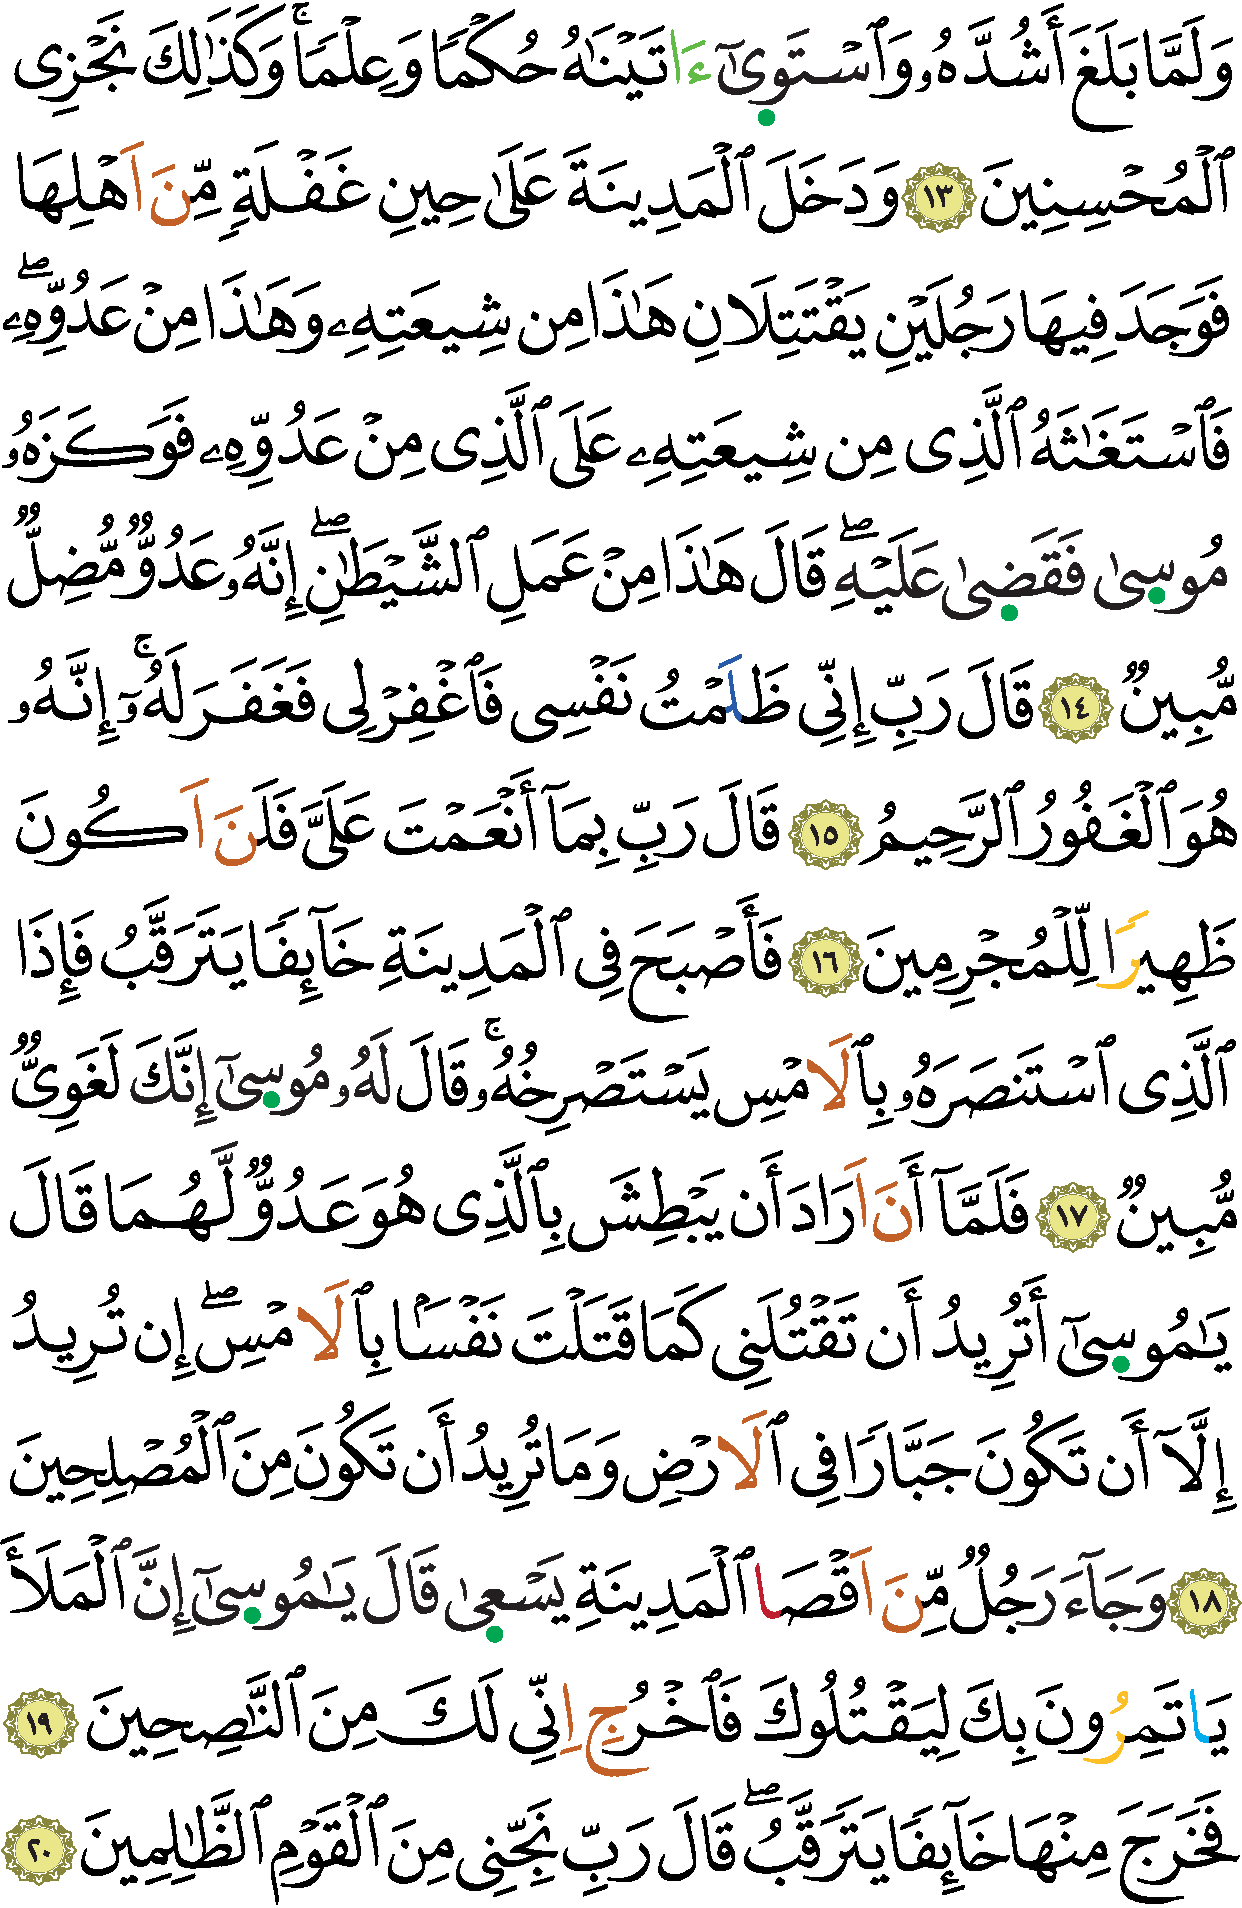 وَلَمَّا بَلَغَ أَشُدَّهُۥ وَٱسْتَوِىٰٓ ءَاتَيْنَٰهُ حُكْمًا وَعِلْمًاۚ وَكَذَٰلِكَ نَجْزِى
ٱلْمُحْسِنِينَ ١٣ وَدَخَلَ ٱلْمَدِينَةَ عَلَىٰ حِينِ غَفْلَةٍ مِّنَ اَهْلِهَا
فَوَجَدَ فِيهَا رَجُلَيْنِ يَقْتَتِلَانِ هَٰذَا مِن شِيعَتِهِۦ وَهَٰذَا مِنْ عَدُوِّهِۦۖ
فَٱسْتَغَٰثَهُ ٱلَّذِى مِن شِيعَتِهِۦ عَلَى ٱلَّذِى مِنْ عَدُوِّهِۦ فَوَكَزَهُۥ
مُوسِىٰ فَقَضِىٰ عَلَيْهِۖ قَالَ هَٰذَا مِنْ عَمَلِ ٱلشَّيْطَٰنِۖ إِنَّهُۥ عَدُوٌّ مُّضِلٌّ
مُّبِينٌ ١٤ قَالَ رَبِّ إِنِّى ظَلَمْتُ نَفْسِى فَٱغْفِرْ لِى فَغَفَرَ لَهُۥٓۚ إِنَّهُۥ
هُوَ ٱلْغَفُورُ ٱلرَّحِيمُ ١٥ قَالَ رَبِّ بِمَآ أَنْعَمْتَ عَلَىَّ فَلَنَ اَكُونَ
ظَهِيرًا لِّلْمُجْرِمِينَ ١٦ فَأَصْبَحَ فِى ٱلْمَدِينَةِ خَآئِفًا يَتَرَقَّبُ فَإِذَا
ٱلَّذِى ٱسْتَنصَرَهُۥ بِٱلَامْسِ يَسْتَصْرِخُهُۥۚ قَالَ لَهُۥ مُوسِىٰٓ إِنَّكَ لَغَوِىٌّ
مُّبِينٌ ١٧ فَلَمَّآ أَنَ اَرَادَ أَن يَبْطِشَ بِٱلَّذِى هُوَ عَدُوٌّ لَّهُمَا قَالَ
يَٰمُوسِىٰٓ أَتُرِيدُ أَن تَقْتُلَنِى كَمَا قَتَلْتَ نَفْسًۢا بِٱلَامْسِۖ إِن تُرِيدُ
إِلَّآ أَن تَكُونَ جَبَّارًا فِى ٱلَارْضِ وَمَا تُرِيدُ أَن تَكُونَ مِنَ ٱلْمُصْلِحِينَ
١٨ وَجَآءَ رَجُلٌ مِّنَ اَقْصَا ٱلْمَدِينَةِ يَسْعِىٰ قَالَ يَٰمُوسِىٰٓ إِنَّ ٱلْمَلَأَ
يَاتَمِرُونَ بِكَ لِيَقْتُلُوكَ فَٱخْرُجِ اِنِّى لَكَ مِنَ ٱلنَّٰصِحِينَ ١٩
فَخَرَجَ مِنْهَا خَآئِفًا يَتَرَقَّبُۖ قَالَ رَبِّ نَجِّنِى مِنَ ٱلْقَوْمِ ٱلظَّٰلِمِينَ ٢٠